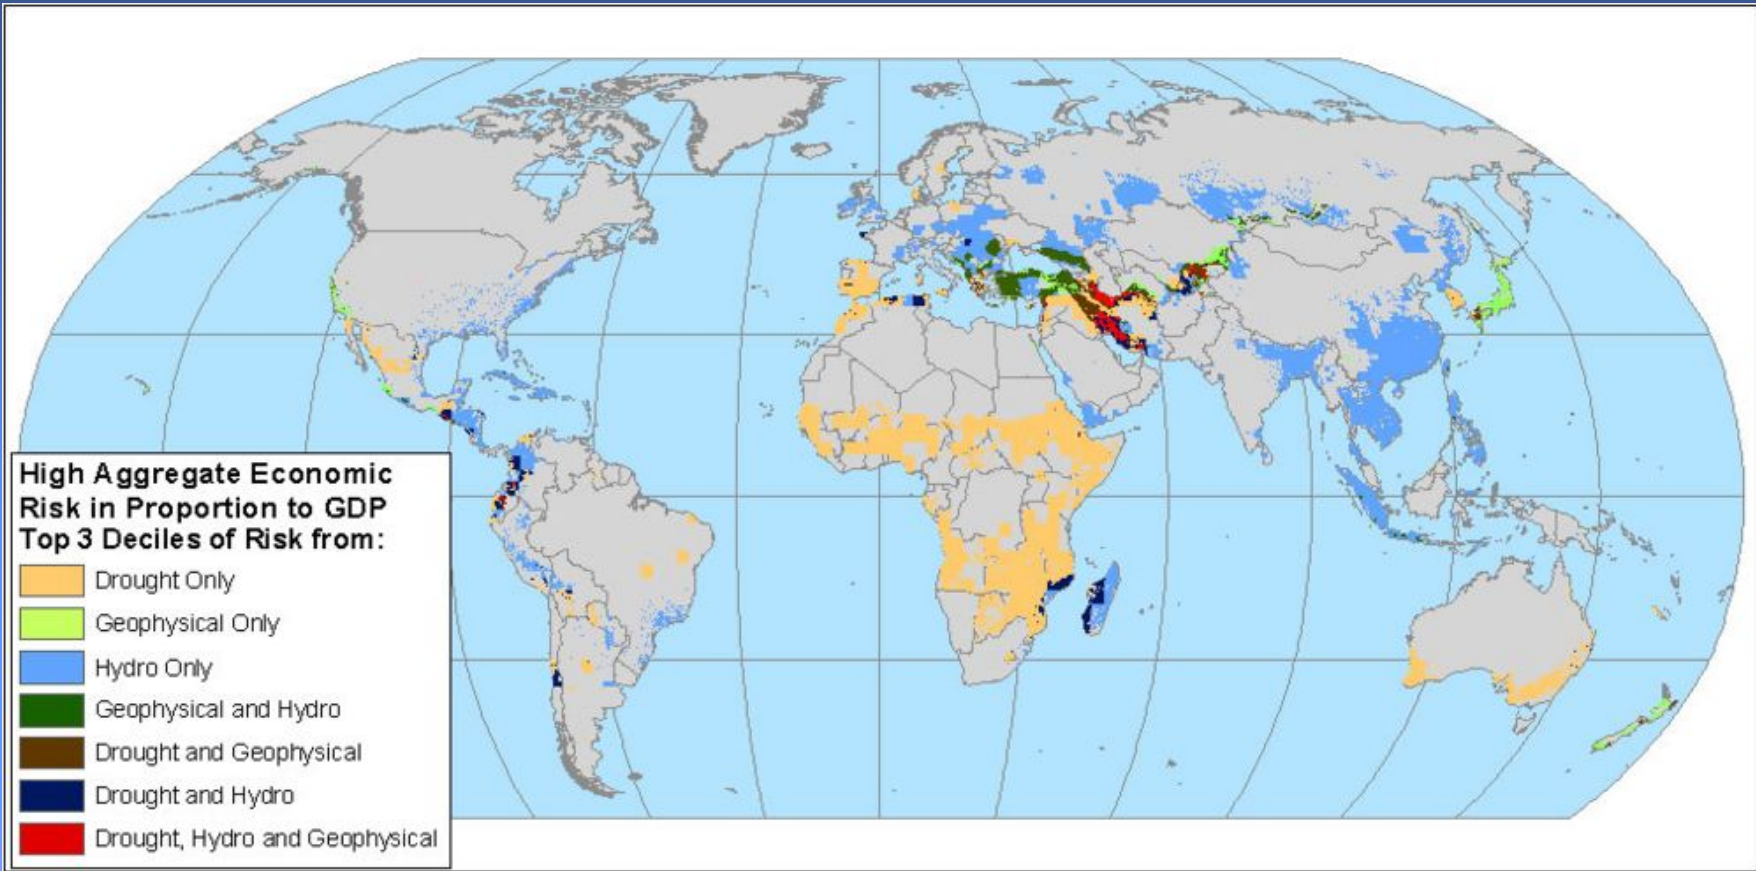 High Aggregate Economic
Risk in Proportion to GDP
Top 3 Deciles of Risk from:
Drought Only
Geophysical Only
Hydro Only
Geophysical and Hydro
Drought and Geophysical
Drought and Hydro
Drought, Hydro and Geophysical